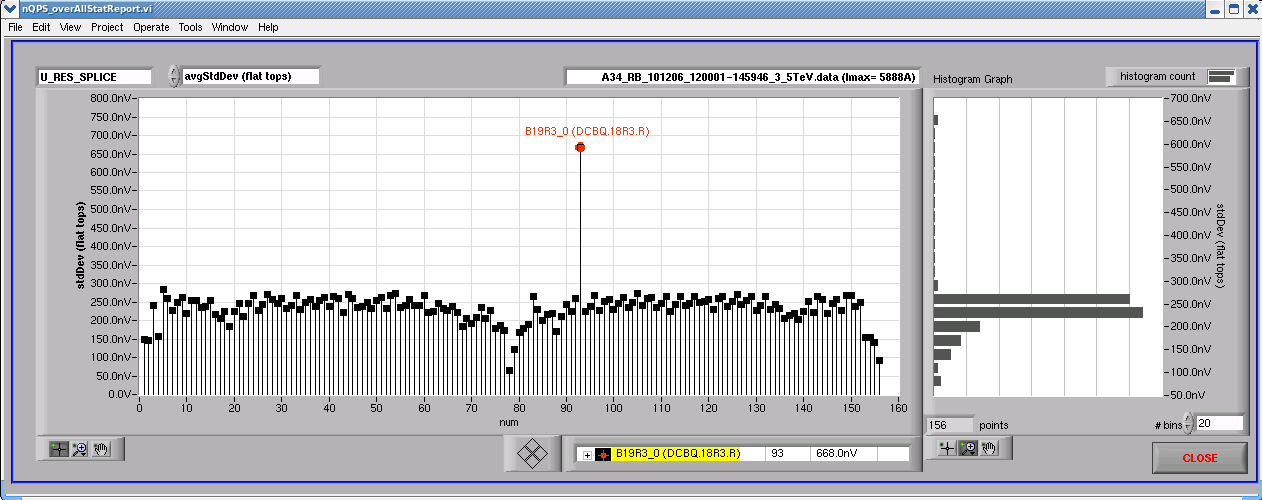 nQPS_overAllStatReport.vi
File Edit View Project Operate Tools Window Help
U_RES_SPLICE
avgStdDev (flat tops)
A34_RB_101206_120001-145946_3_5TeV.data (Imax= 5888A)
Histogram Graph
histogram count
800.0nV
750.0nV
700.0nV
650.0nV
600.0nV
550.0nV
500.0nV
450.0nV
400.0nV
350.0nV
300.0nV
250.0nV
200.0nV
150.0nV
100.0nV
50.0nV
0.0V
stdDev (flat tops)
B19R3_0 (DCBQ.18R3.R)
0 10 20 30 40 50 60 70 80 90 100 110 120 130 140 150 160
num
700.0nV
650.0nV
600.0nV
550.0nV
500.0nV
450.0nV
400.0nV
350.0nV
300.0nV
250.0nV
200.0nV
150.0nV
100.0nV
50.0nV
stdDev (flat tops)
156 points
# bins 20
B19R3_0 (DCBQ.18R3.R) 93 668.0nV
CLOSE